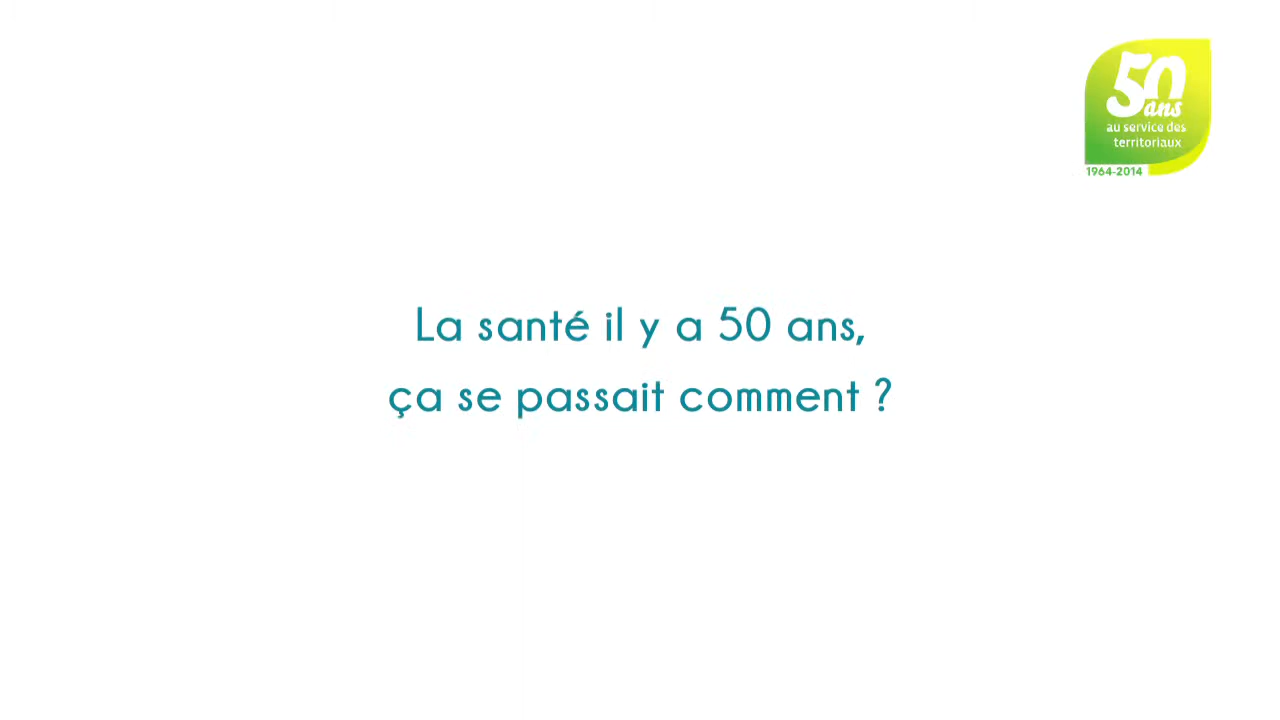 50
ans
au service des
territoriaux
1964-2014
La santé il y a 50 ans,
ça se passait comment ?